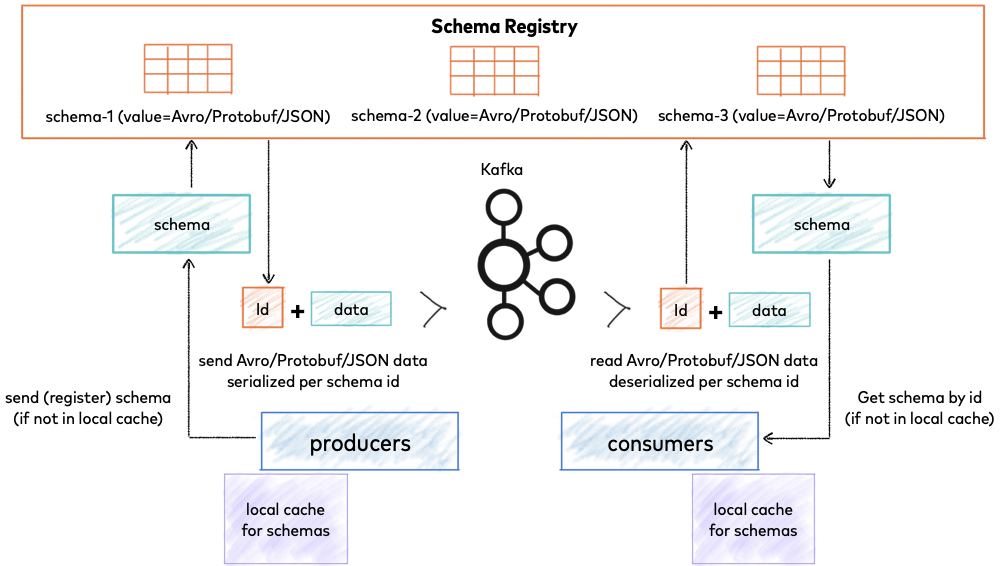 Schema Registry
schema-1 (value=Avro/Protobuf/JSON)
schema-2 (value=Avro/Protobuf/JSON)
schema-3 (value=Avro/Protobuf/JSON)
Kafka
schema
schema
Id + data
Id + data
send Avro/Protobuf/JSON data
serialized per schema id
read Avro/Protobuf/JSON data
deserialized per schema id
send (register) schema
(if not in local cache)
Get schema by id
(if not in local cache)
producers
consumers
local cache
for schemas
local cache
for schemas